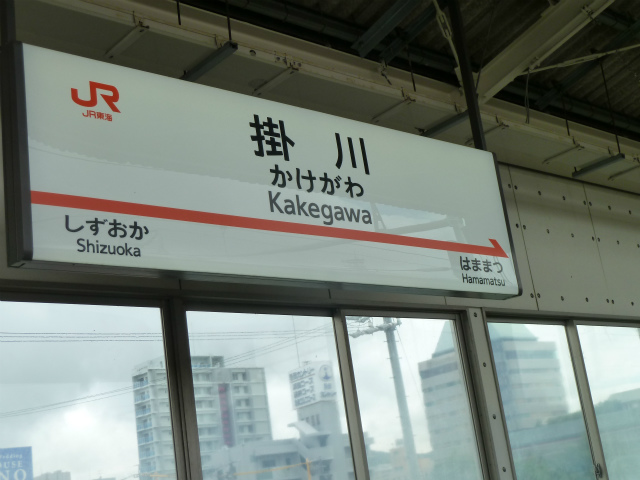 JR
JR東海
掛川
かけがわ
Kakegawa
しずおか
Shizuoka
はままつ
Hamamatsu